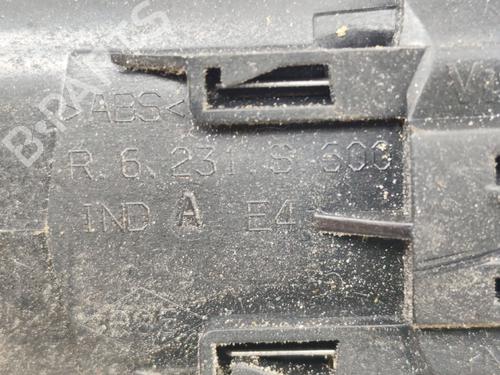 B-PARTS
>ABS<
R. 6. 231 S 600
IND A E4